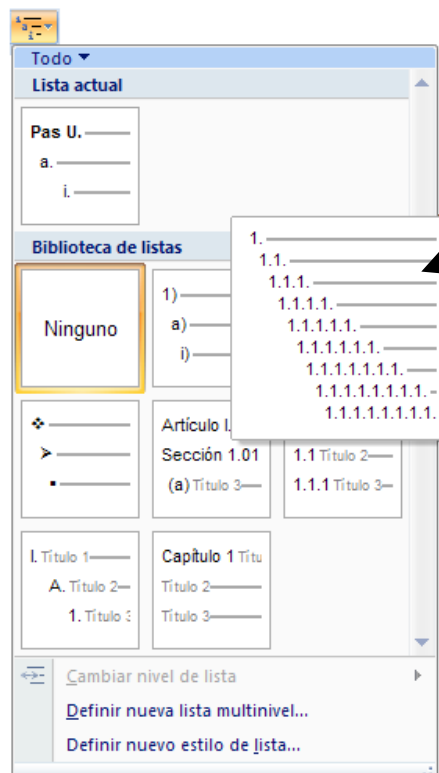 Todo
Lista actual
Pas U.
a.
i.
Biblioteca de listas
1.
1.1.
1.1.1.
1.1.1.1.
1.1.1.1.1.
1.1.1.1.1.1.
1.1.1.1.1.1.1.
1.1.1.1.1.1.1.1.
1.1.1.1.1.1.1.1.1.
Ninguno
1)
a)
i)
Artículo I.
Sección 1.01
(a) Título 3
1.1 Título 2
1.1.1 Título 3
I. Título 1
A. Título 2
1. Título 3
Capítulo 1 Títu
Título 2
Título 3
Cambiar nivel de lista
Definir nueva lista multinivel...
Definir nuevo estilo de lista...